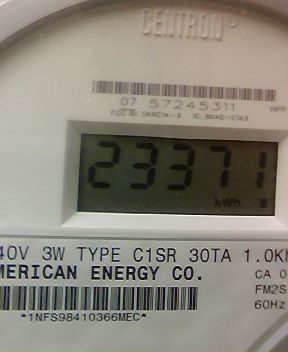 CENTRON
07 57245311
23371
kWh
40V 3W TYPE C1SR 30TA 1.0K
MERICAN ENERGY CO.
CA 0
FM2S
60Hz
*1NFS98410366MEC*